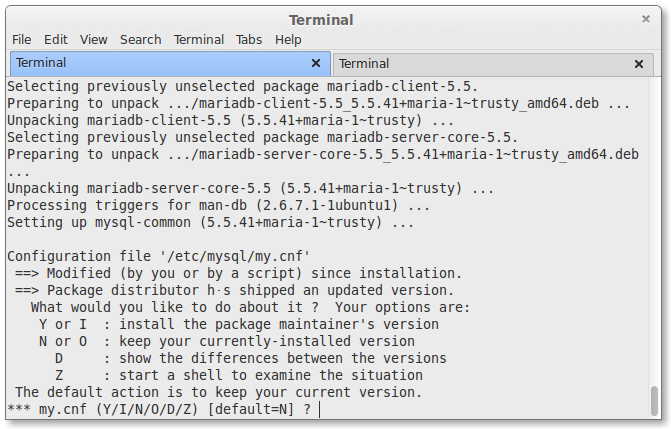 Terminal
File Edit View Search Terminal Tabs Help
Terminal Terminal
Selecting previously unselected package mariadb-client-5.5.
Preparing to unpack .../mariadb-client-5.5_5.5.41+maria-1~trusty_amd64.deb ...
Unpacking mariadb-client-5.5 (5.5.41+maria-1~trusty) ...
Selecting previously unselected package mariadb-server-core-5.5.
Preparing to unpack .../mariadb-server-core-5.5_5.5.41+maria-1~trusty_amd64.deb
...
Unpacking mariadb-server-core-5.5 (5.5.41+maria-1~trusty) ...
Processing triggers for man-db (2.6.7.1-1ubuntu1) ...
Setting up mysql-common (5.5.41+maria-1~trusty) ...
Configuration file '/etc/mysql/my.cnf'
==> Modified (by you or by a script) since installation.
==> Package distributor h·s shipped an updated version.
What would you like to do about it ?  Your options are:
Y or I  : install the package maintainer's version
N or O  : keep your currently-installed version
D     : show the differences between the versions
Z     : start a shell to examine the situation
The default action is to keep your current version.
*** my.cnf (Y/I/N/O/D/Z) [default=N] ?